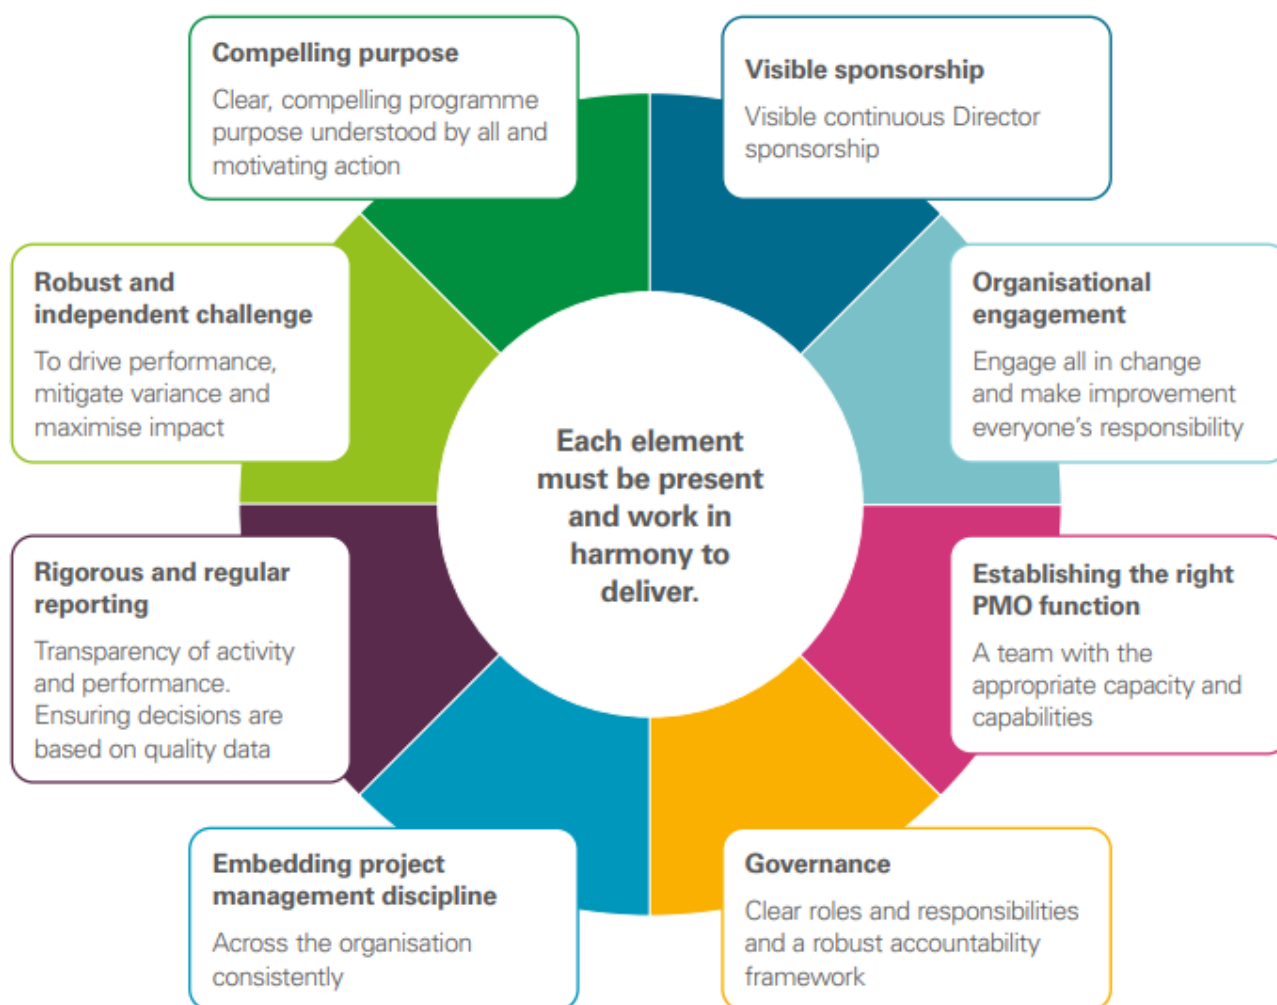 Compelling purpose
Clear, compelling programme
purpose understood by all and
motivating action
Visible sponsorship
Visible continuous Director
sponsorship
Organisational
engagement
Engage all in change
and make improvement
everyone's responsibility
Establishing the right
PMO function
A team with the
appropriate capacity and
capabilities
Governance
Clear roles and responsibilities
and a robust accountability
framework
Embedding project
management discipline
Across the organisation
consistently
Rigorous and regular
reporting
Transparency of activity
and performance.
Ensuring decisions are
based on quality data
Robust and
independent challenge
To drive performance,
mitigate variance and
maximise impact
Each element
must be present
and work in
harmony to
deliver.